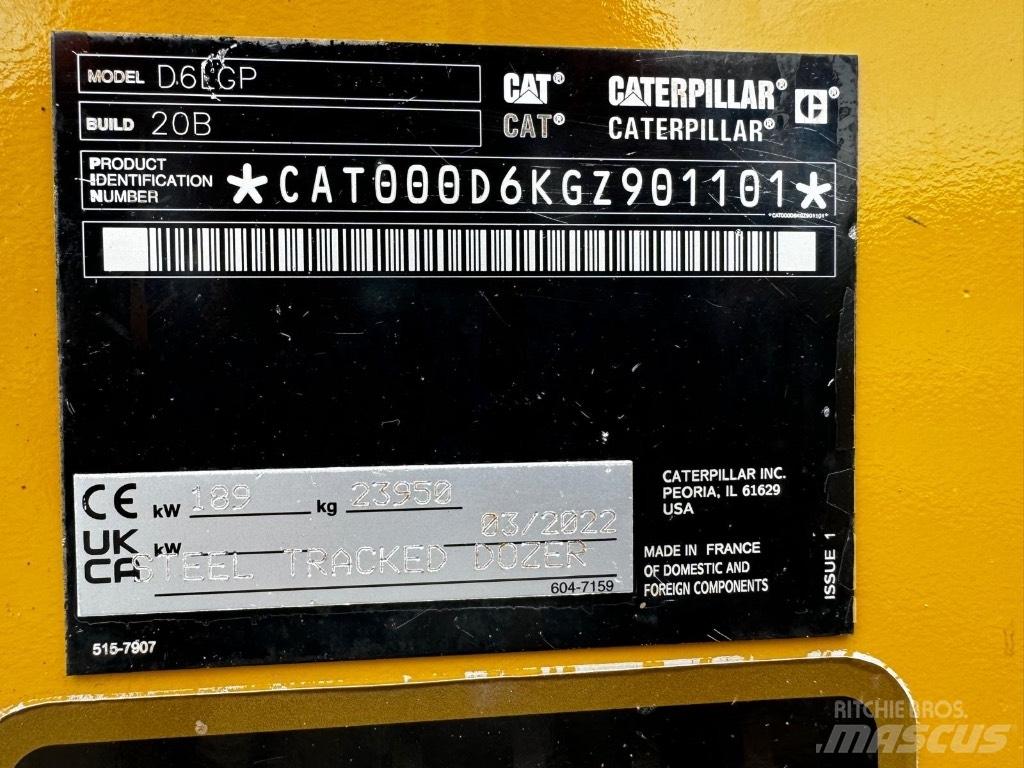 MODEL D6LGP
BUILD 20B
CAT® CATERPILLAR®
CAT® CATERPILLAR®
PRODUCT
IDENTIFICATION
NUMBER
*CAT000D6KGZ901101*
CE kW 189 kg 23950
03/2022
UK
CA kW
STEEL TRACKED DOZER
604-7159
515-7907
CATERPILLAR INC.
PEORIA, IL 61629
USA
MADE IN FRANCE
OF DOMESTIC AND
FOREIGN COMPONENTS
ISSUE 1
RITCHIE BROS.
MASCUS